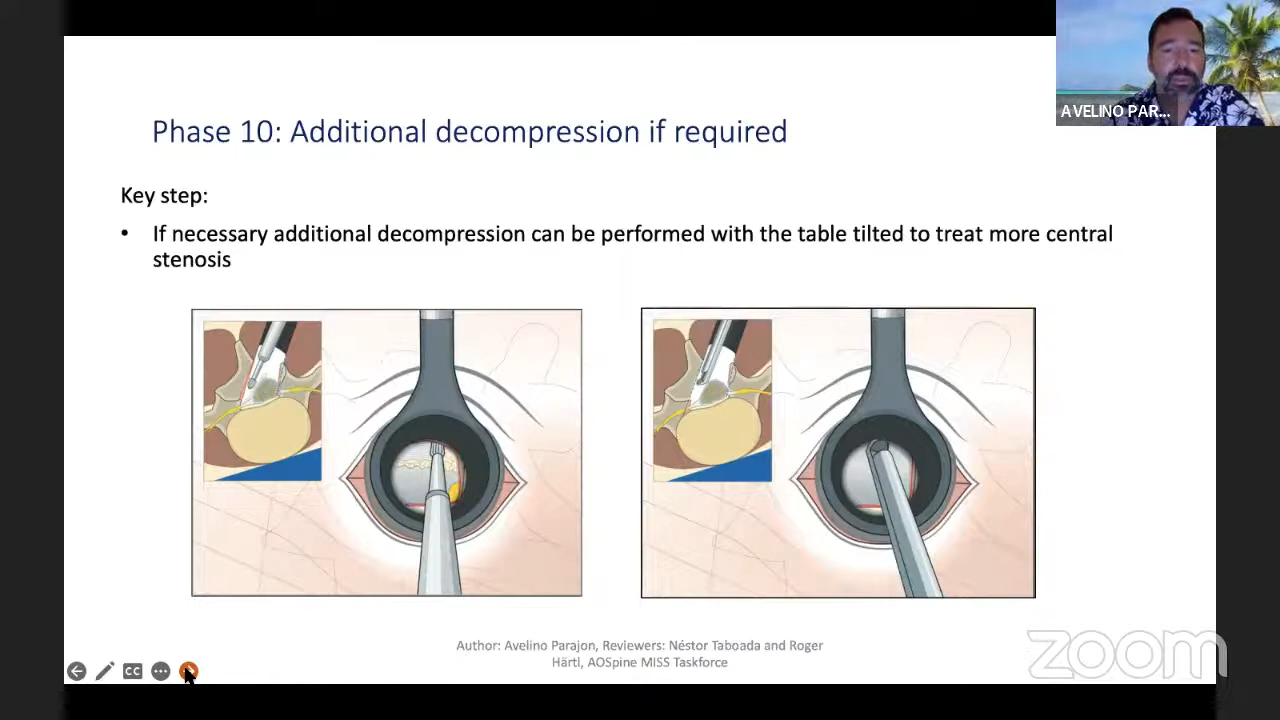 AVELINO PAR...
Phase 10: Additional decompression if required
Key step:
• If necessary additional decompression can be performed with the table tilted to treat more central
stenosis
Author: Avelino Parajon, Reviewers: Néstor Taboada and Roger
Härtl, AOSpine MISS Taskforce
zoom
CC